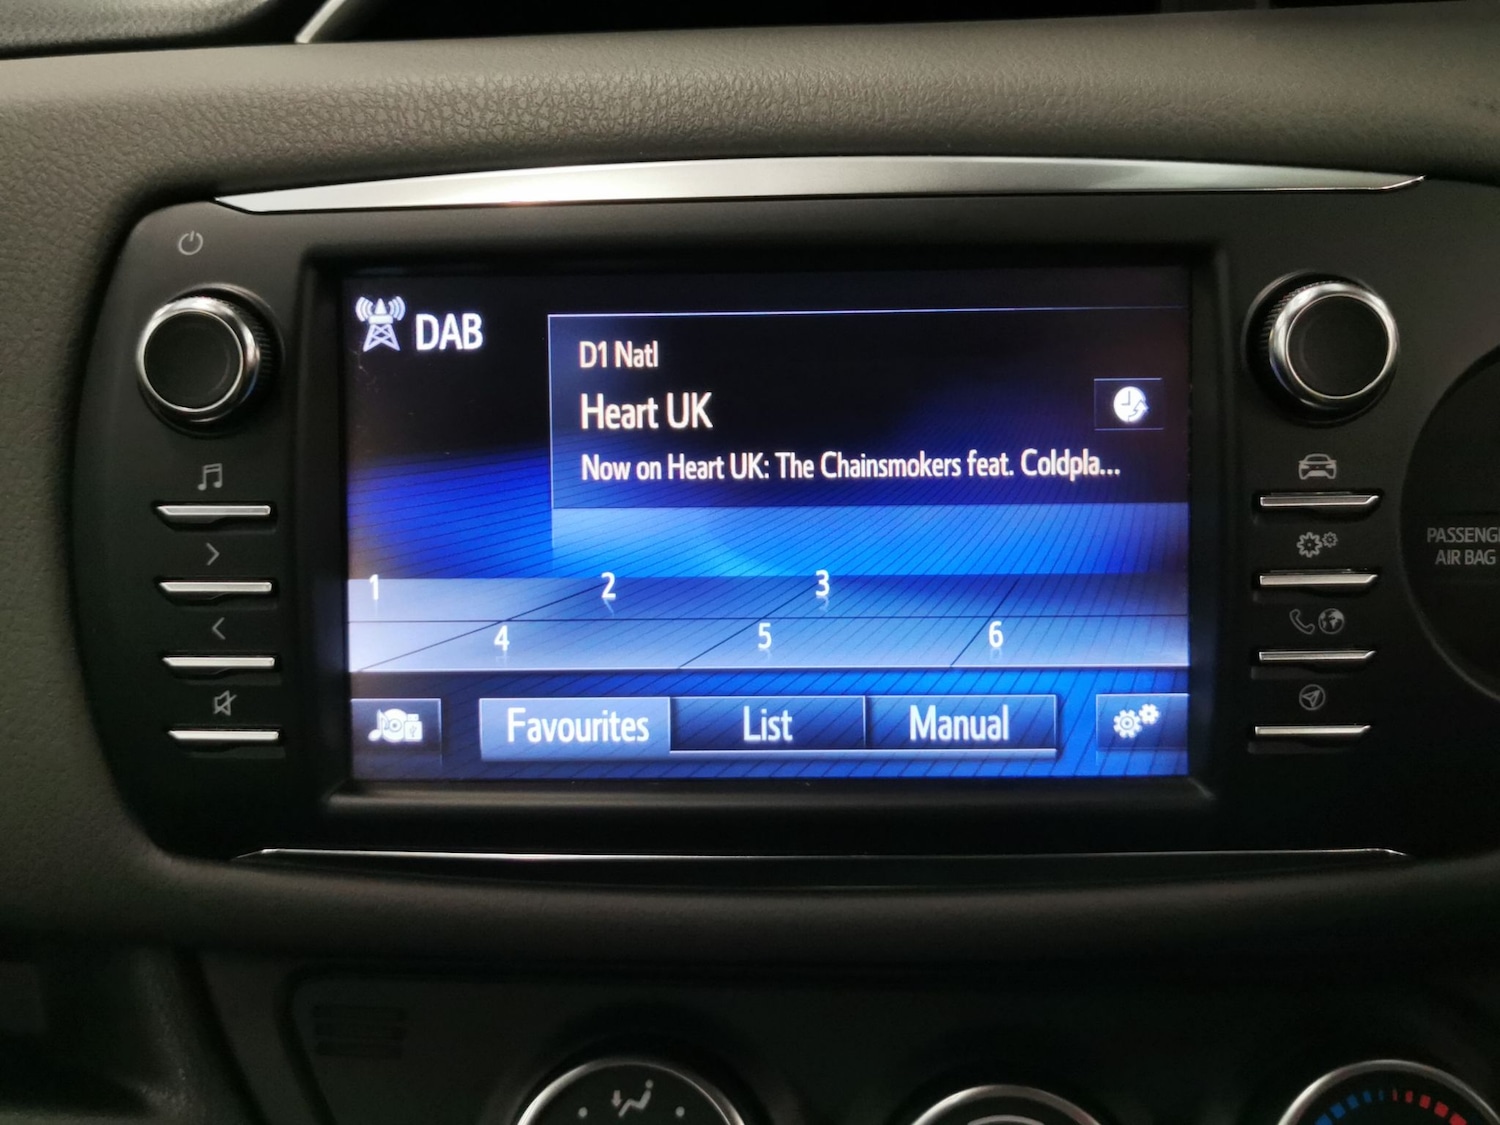 DAB
D1 Natl
Heart UK
Now on Heart UK: The Chainsmokers feat. Coldpla...
1 2 3
4 5 6
Favourites List Manual
PASSENG
AIR BAG